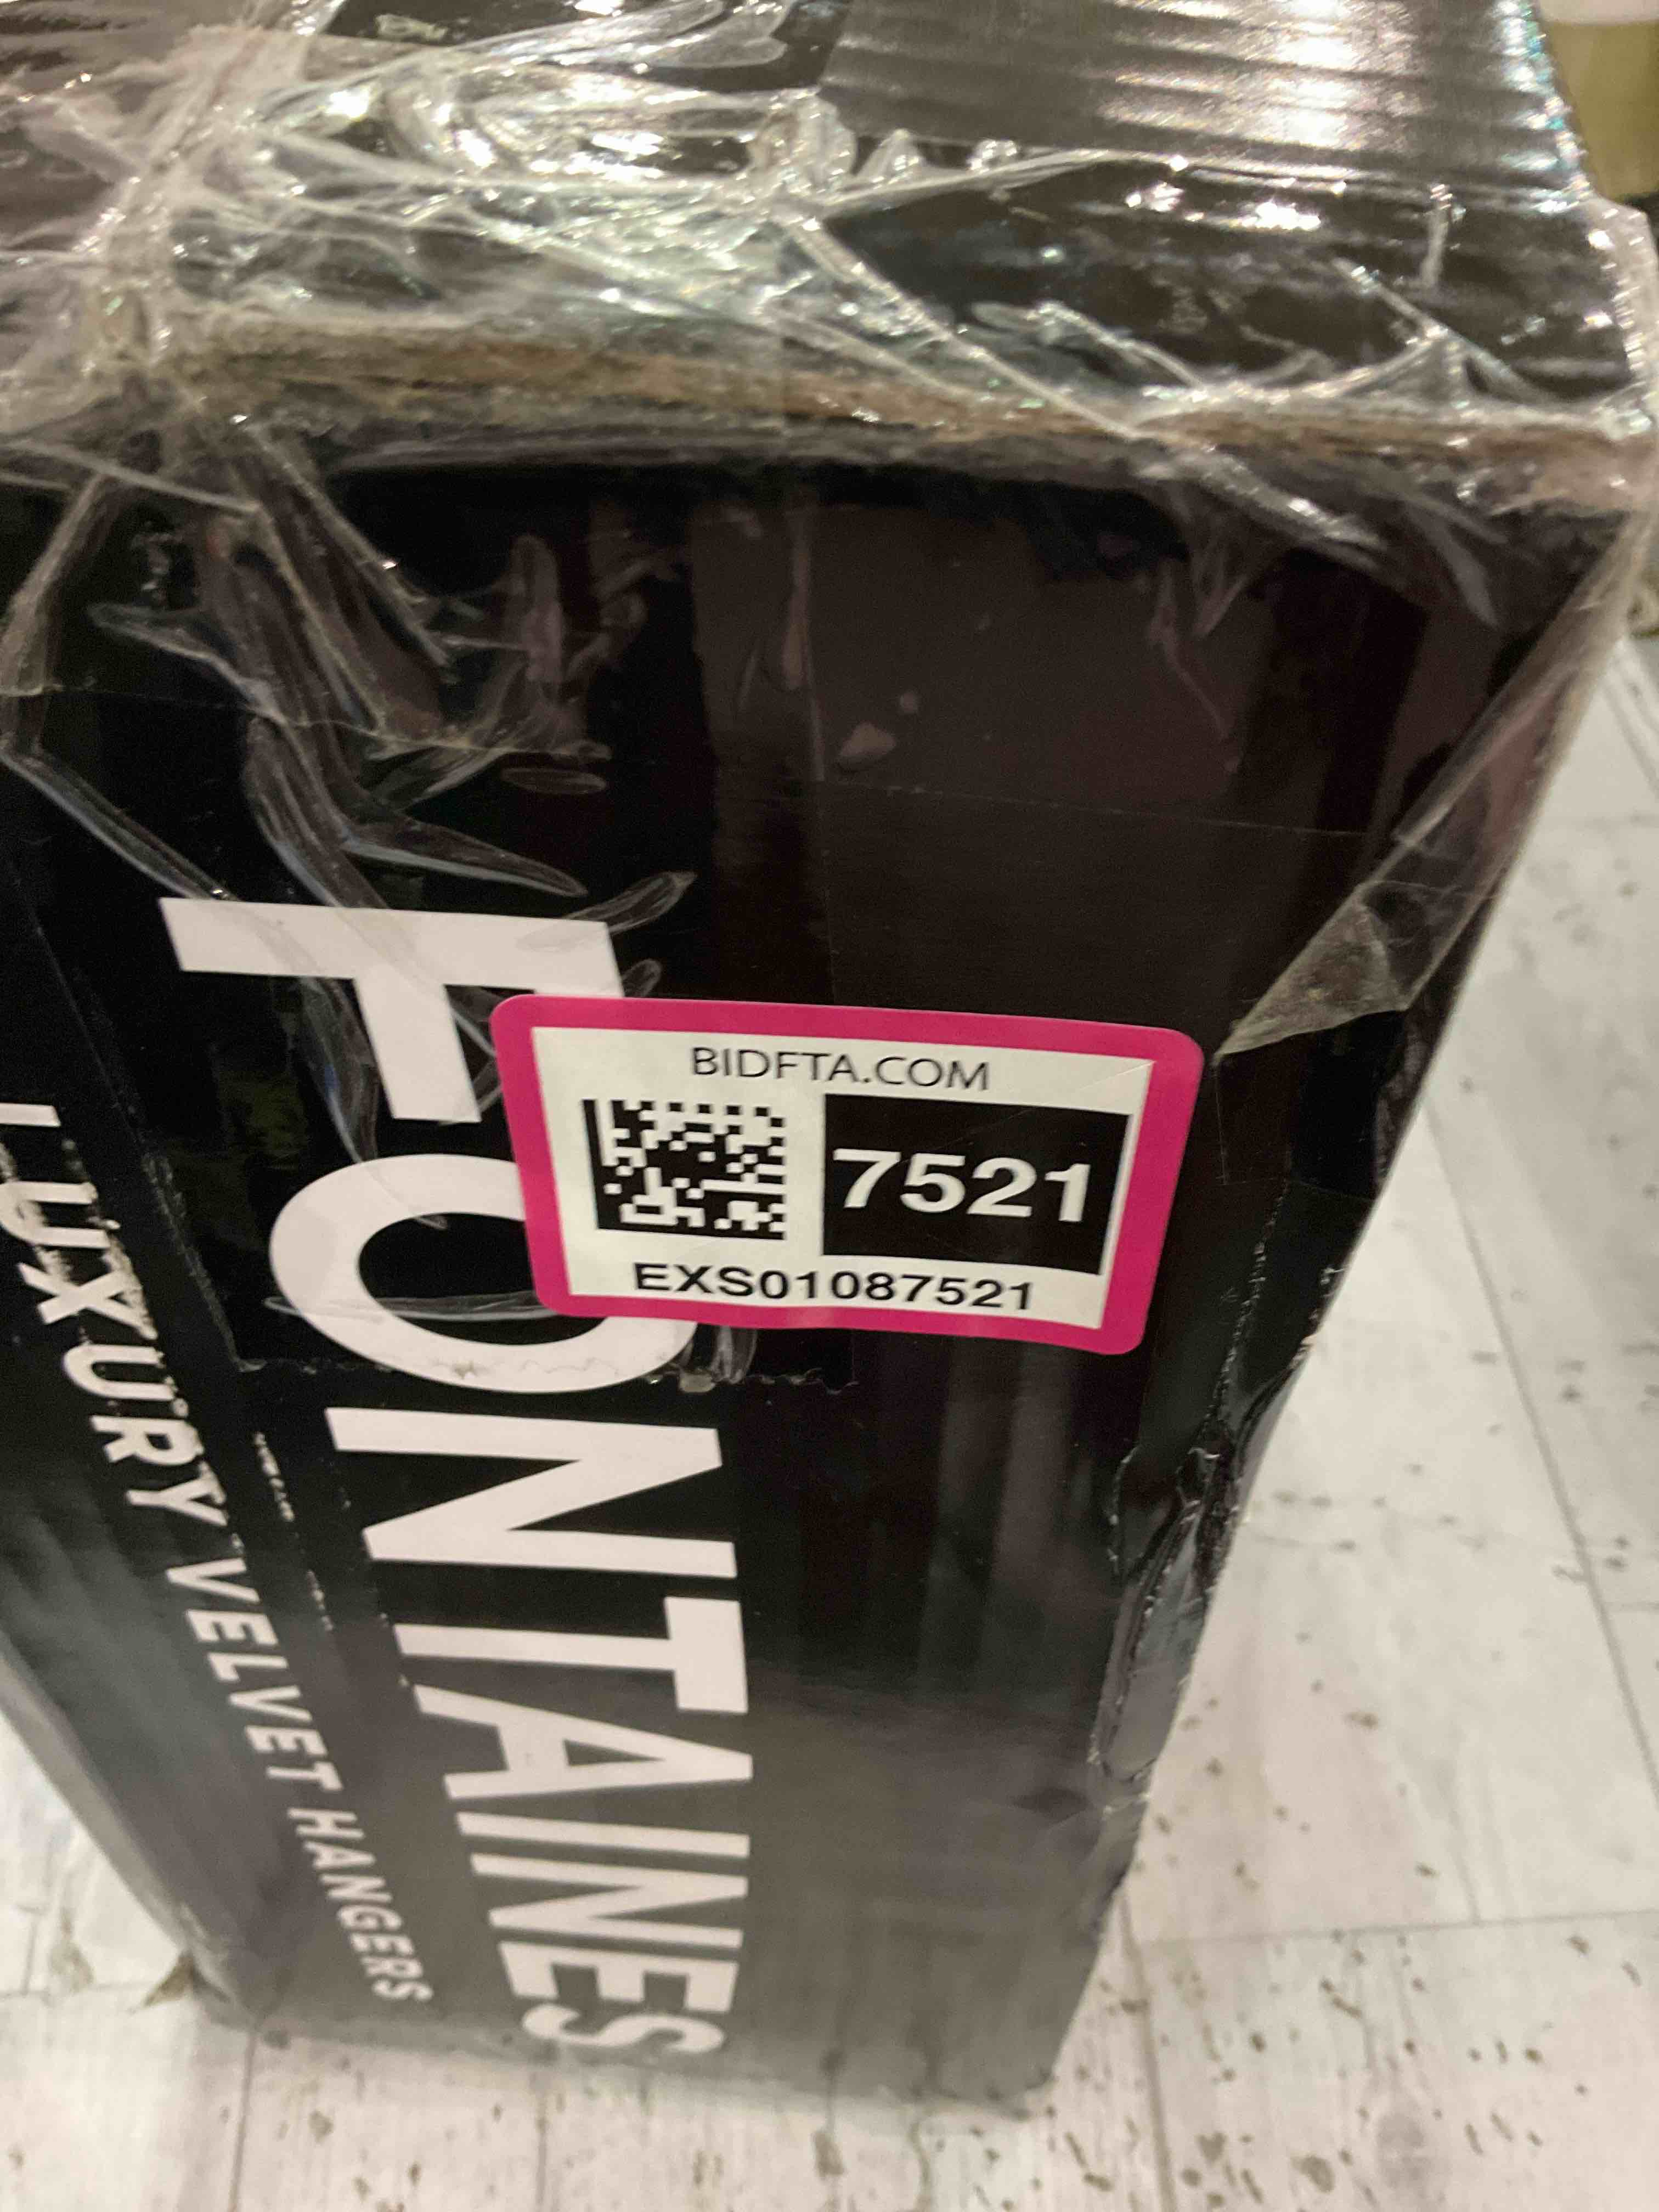 BIDFTA.COM
7521
EXS01087521
FONTAINES
LUXURY VELVET HANGERS